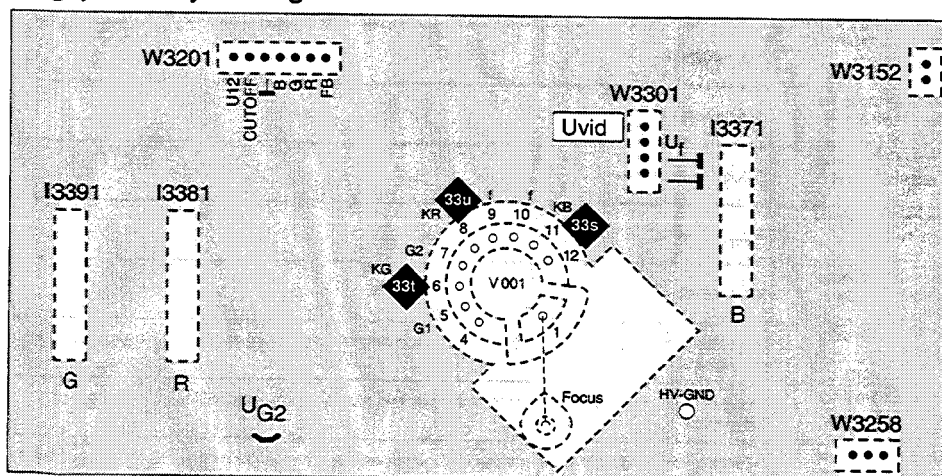 W3201
U12
CUTOFF
B
G
R
FB
W3152
W3301
Uvid
Uf
I3371
B
I3391
G
I3381
R
UG2
33u
KR
f
f
KB
33s
8
9
10
11
12
G2
7
KG
33t
6
V001
5
G1
4
1
Focus
HV-GND
W3258